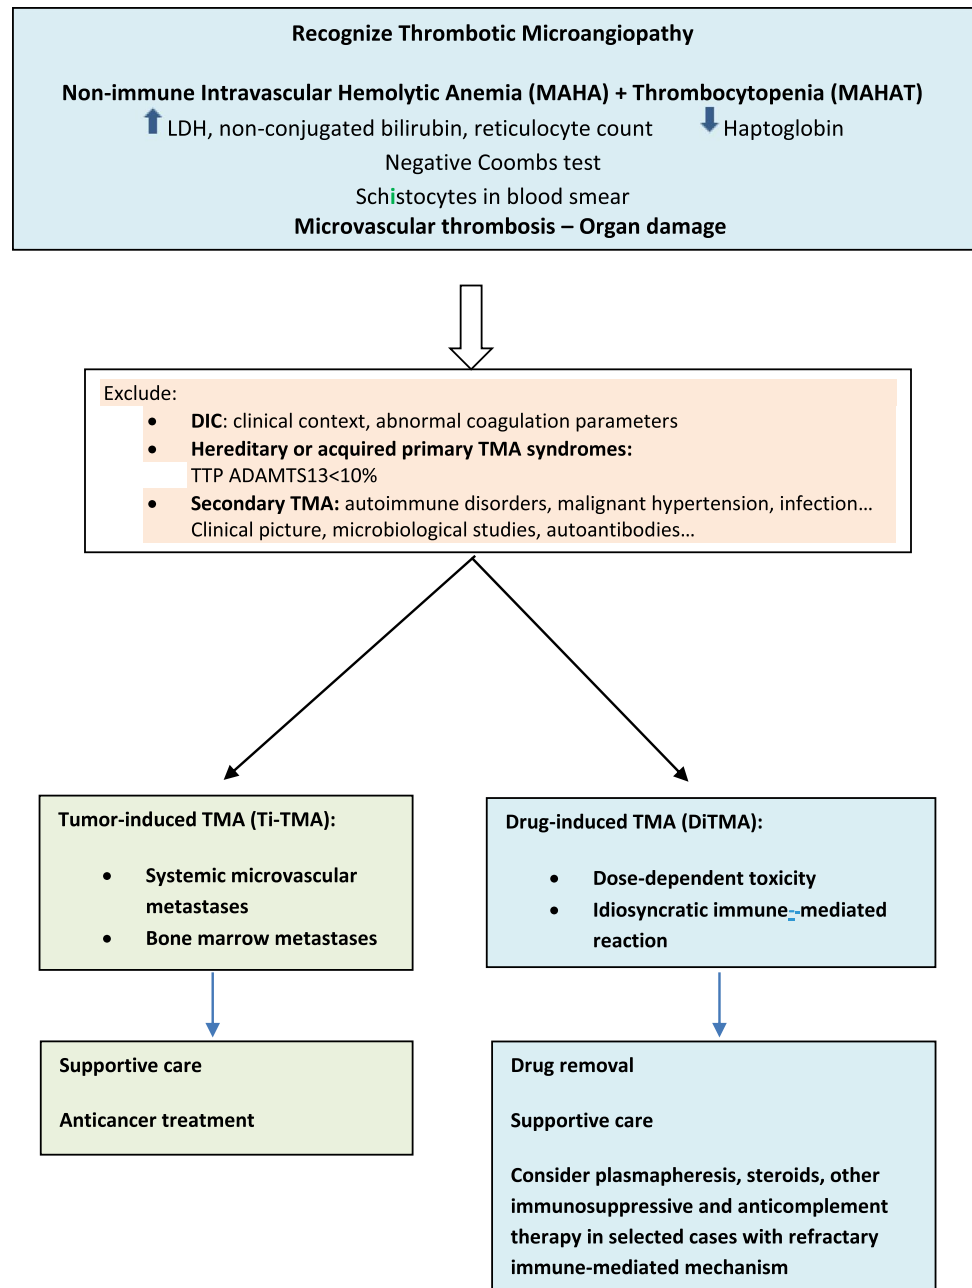 Recognize Thrombotic Microangiopathy
Non-immune Intravascular Hemolytic Anemia (MAHA) + Thrombocytopenia (MAHAT)
LDH, non-conjugated bilirubin, reticulocyte count Haptoglobin
Negative Coombs test
Schistocytes in blood smear
Microvascular thrombosis – Organ damage
Exclude:
• DIC: clinical context, abnormal coagulation parameters
• Hereditary or acquired primary TMA syndromes:
TTP ADAMTS13<10%
• Secondary TMA: autoimmune disorders, malignant hypertension, infection…
Clinical picture, microbiological studies, autoantibodies…
Tumor-induced TMA (Ti-TMA):
• Systemic microvascular
metastases
• Bone marrow metastases
Drug-induced TMA (DiTMA):
• Dose-dependent toxicity
• Idiosyncratic immune--mediated
reaction
Supportive care
Anticancer treatment
Drug removal
Supportive care
Consider plasmapheresis, steroids, other
immunosuppressive and anticomplement
therapy in selected cases with refractary
immune-mediated mechanism